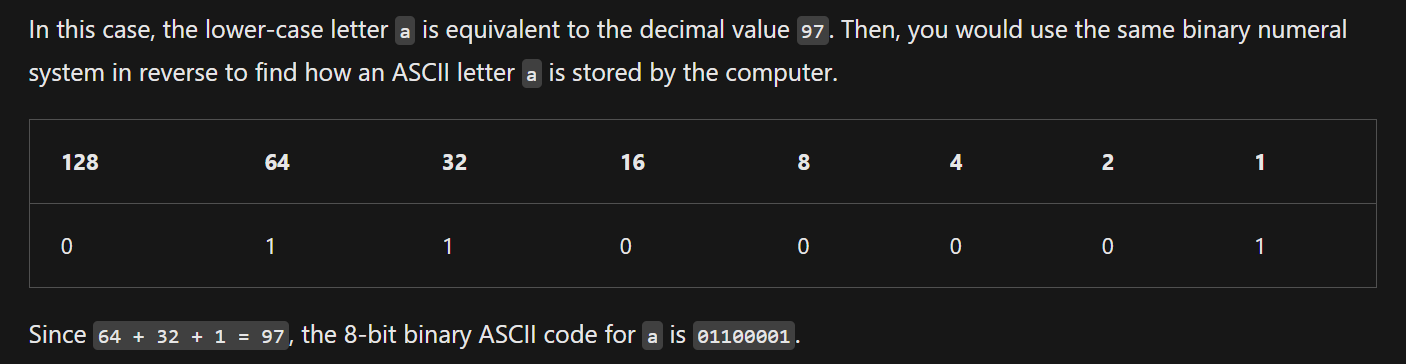 In this case, the lower-case letter a is equivalent to the decimal value 97. Then, you would use the same binary numeral
system in reverse to find how an ASCII letter a is stored by the computer.
128 64 32 16 8 4 2 1
0 1 1 0 0 0 0 1
Since 64 + 32 + 1 = 97, the 8-bit binary ASCII code for a is 01100001.